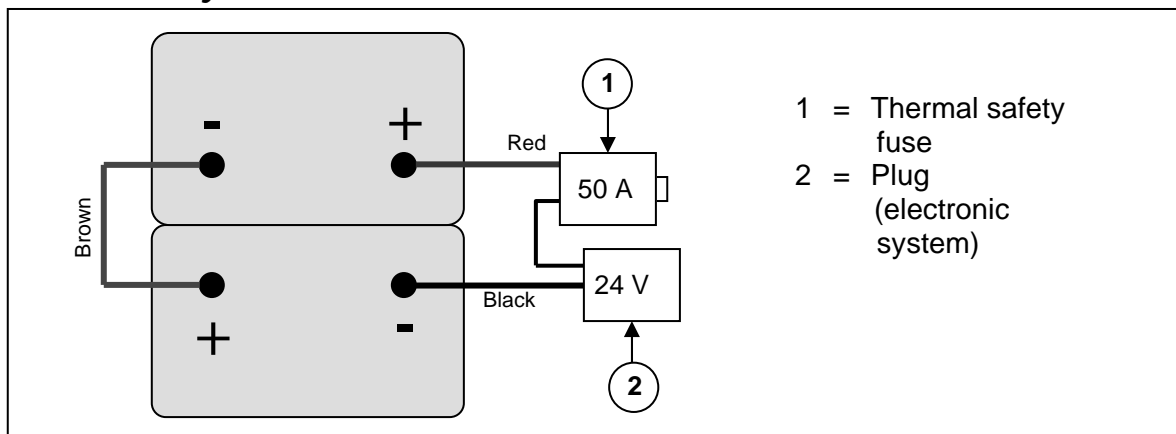 1
- +
Red
50 A
Brown
24 V
Black
+ -
2
1 = Thermal safety
fuse
2 = Plug
(electronic
system)